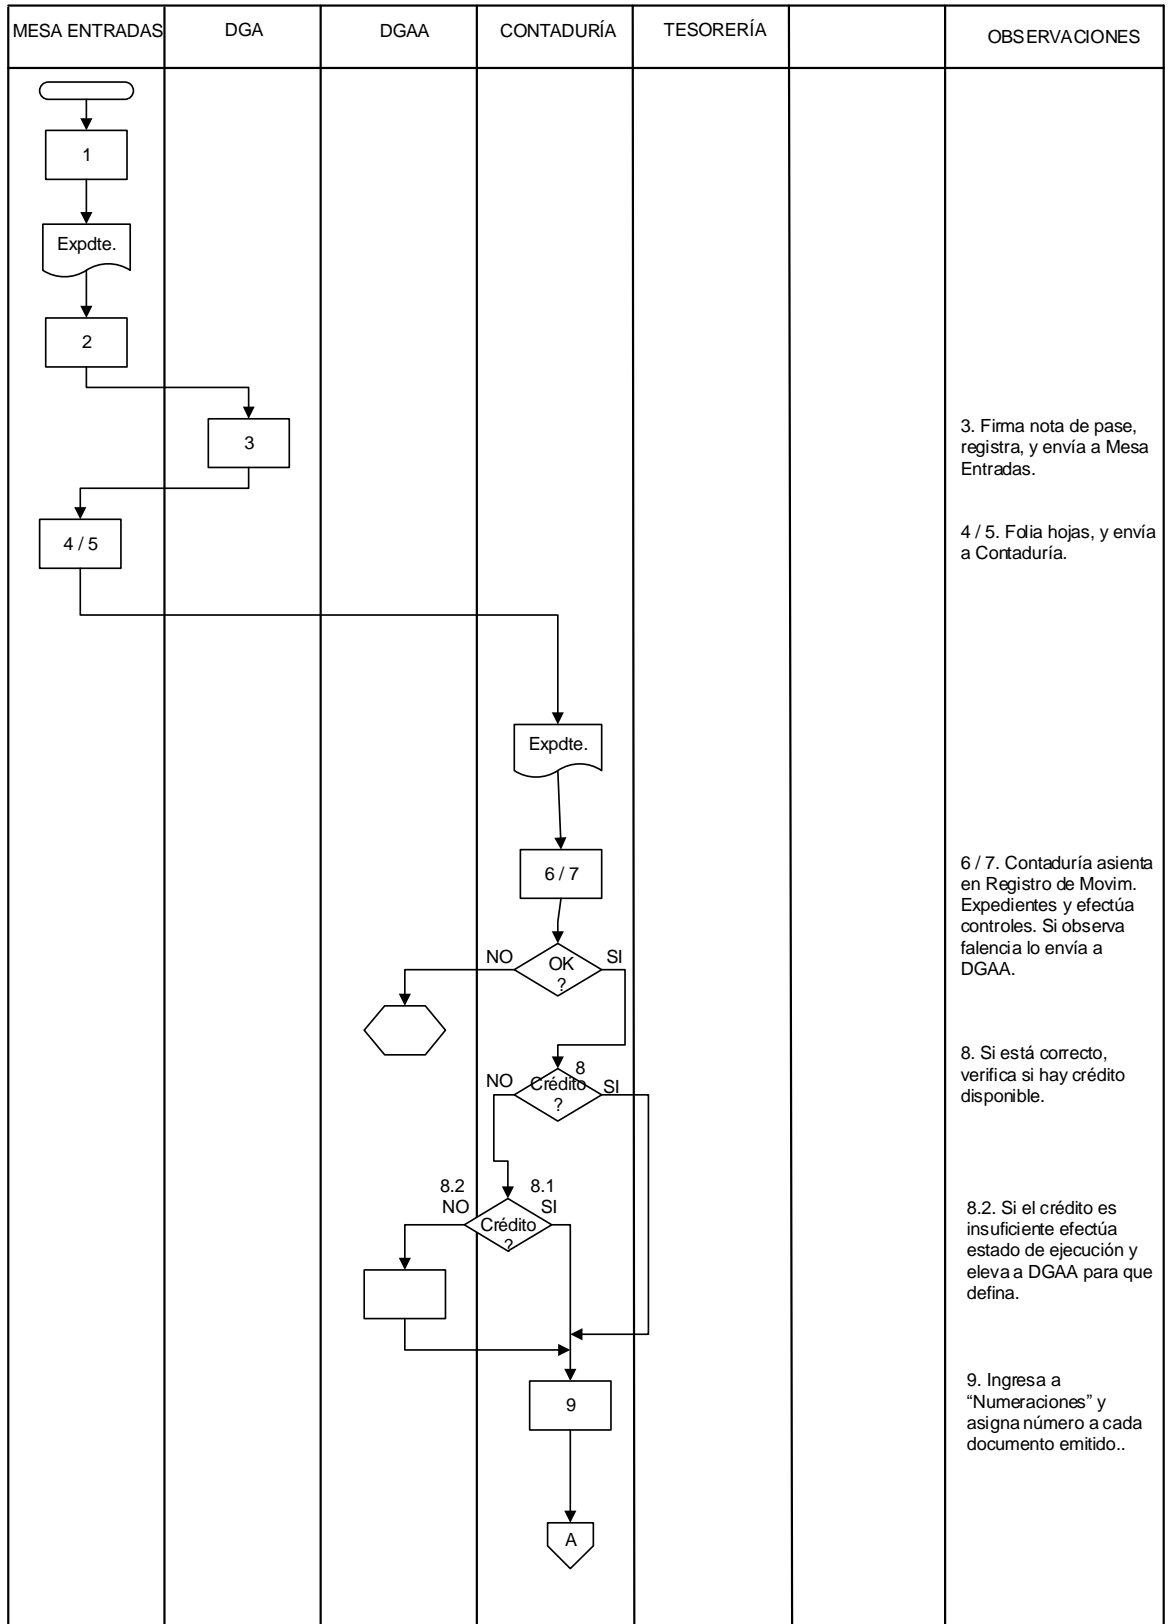 MESA ENTRADAS
DGA
DGAA
CONTADURÍA
TESORERÍA
OBSERVACIONES
1
Expdte.
2
3
3. Firma nota de pase,
registra, y envía a Mesa
Entradas.
4 / 5
4 / 5. Folia hojas, y envía
a Contaduría.
Expdte.
6 / 7
6 / 7. Contaduría asienta
en Registro de Movim.
Expedientes y efectúa
controles. Si observa
falencia lo envía a
DGAA.
NO
OK
?
SI
8
NO
Crédito
?
SI
8. Si está correcto,
verifica si hay crédito
disponible.
8.2
NO
8.1
SI
Crédito
?
8.2. Si el crédito es
insuficiente efectúa
estado de ejecución y
eleva a DGAA para que
defina.
9
9. Ingresa a
“Numeraciones” y
asigna número a cada
documento emitido..
A